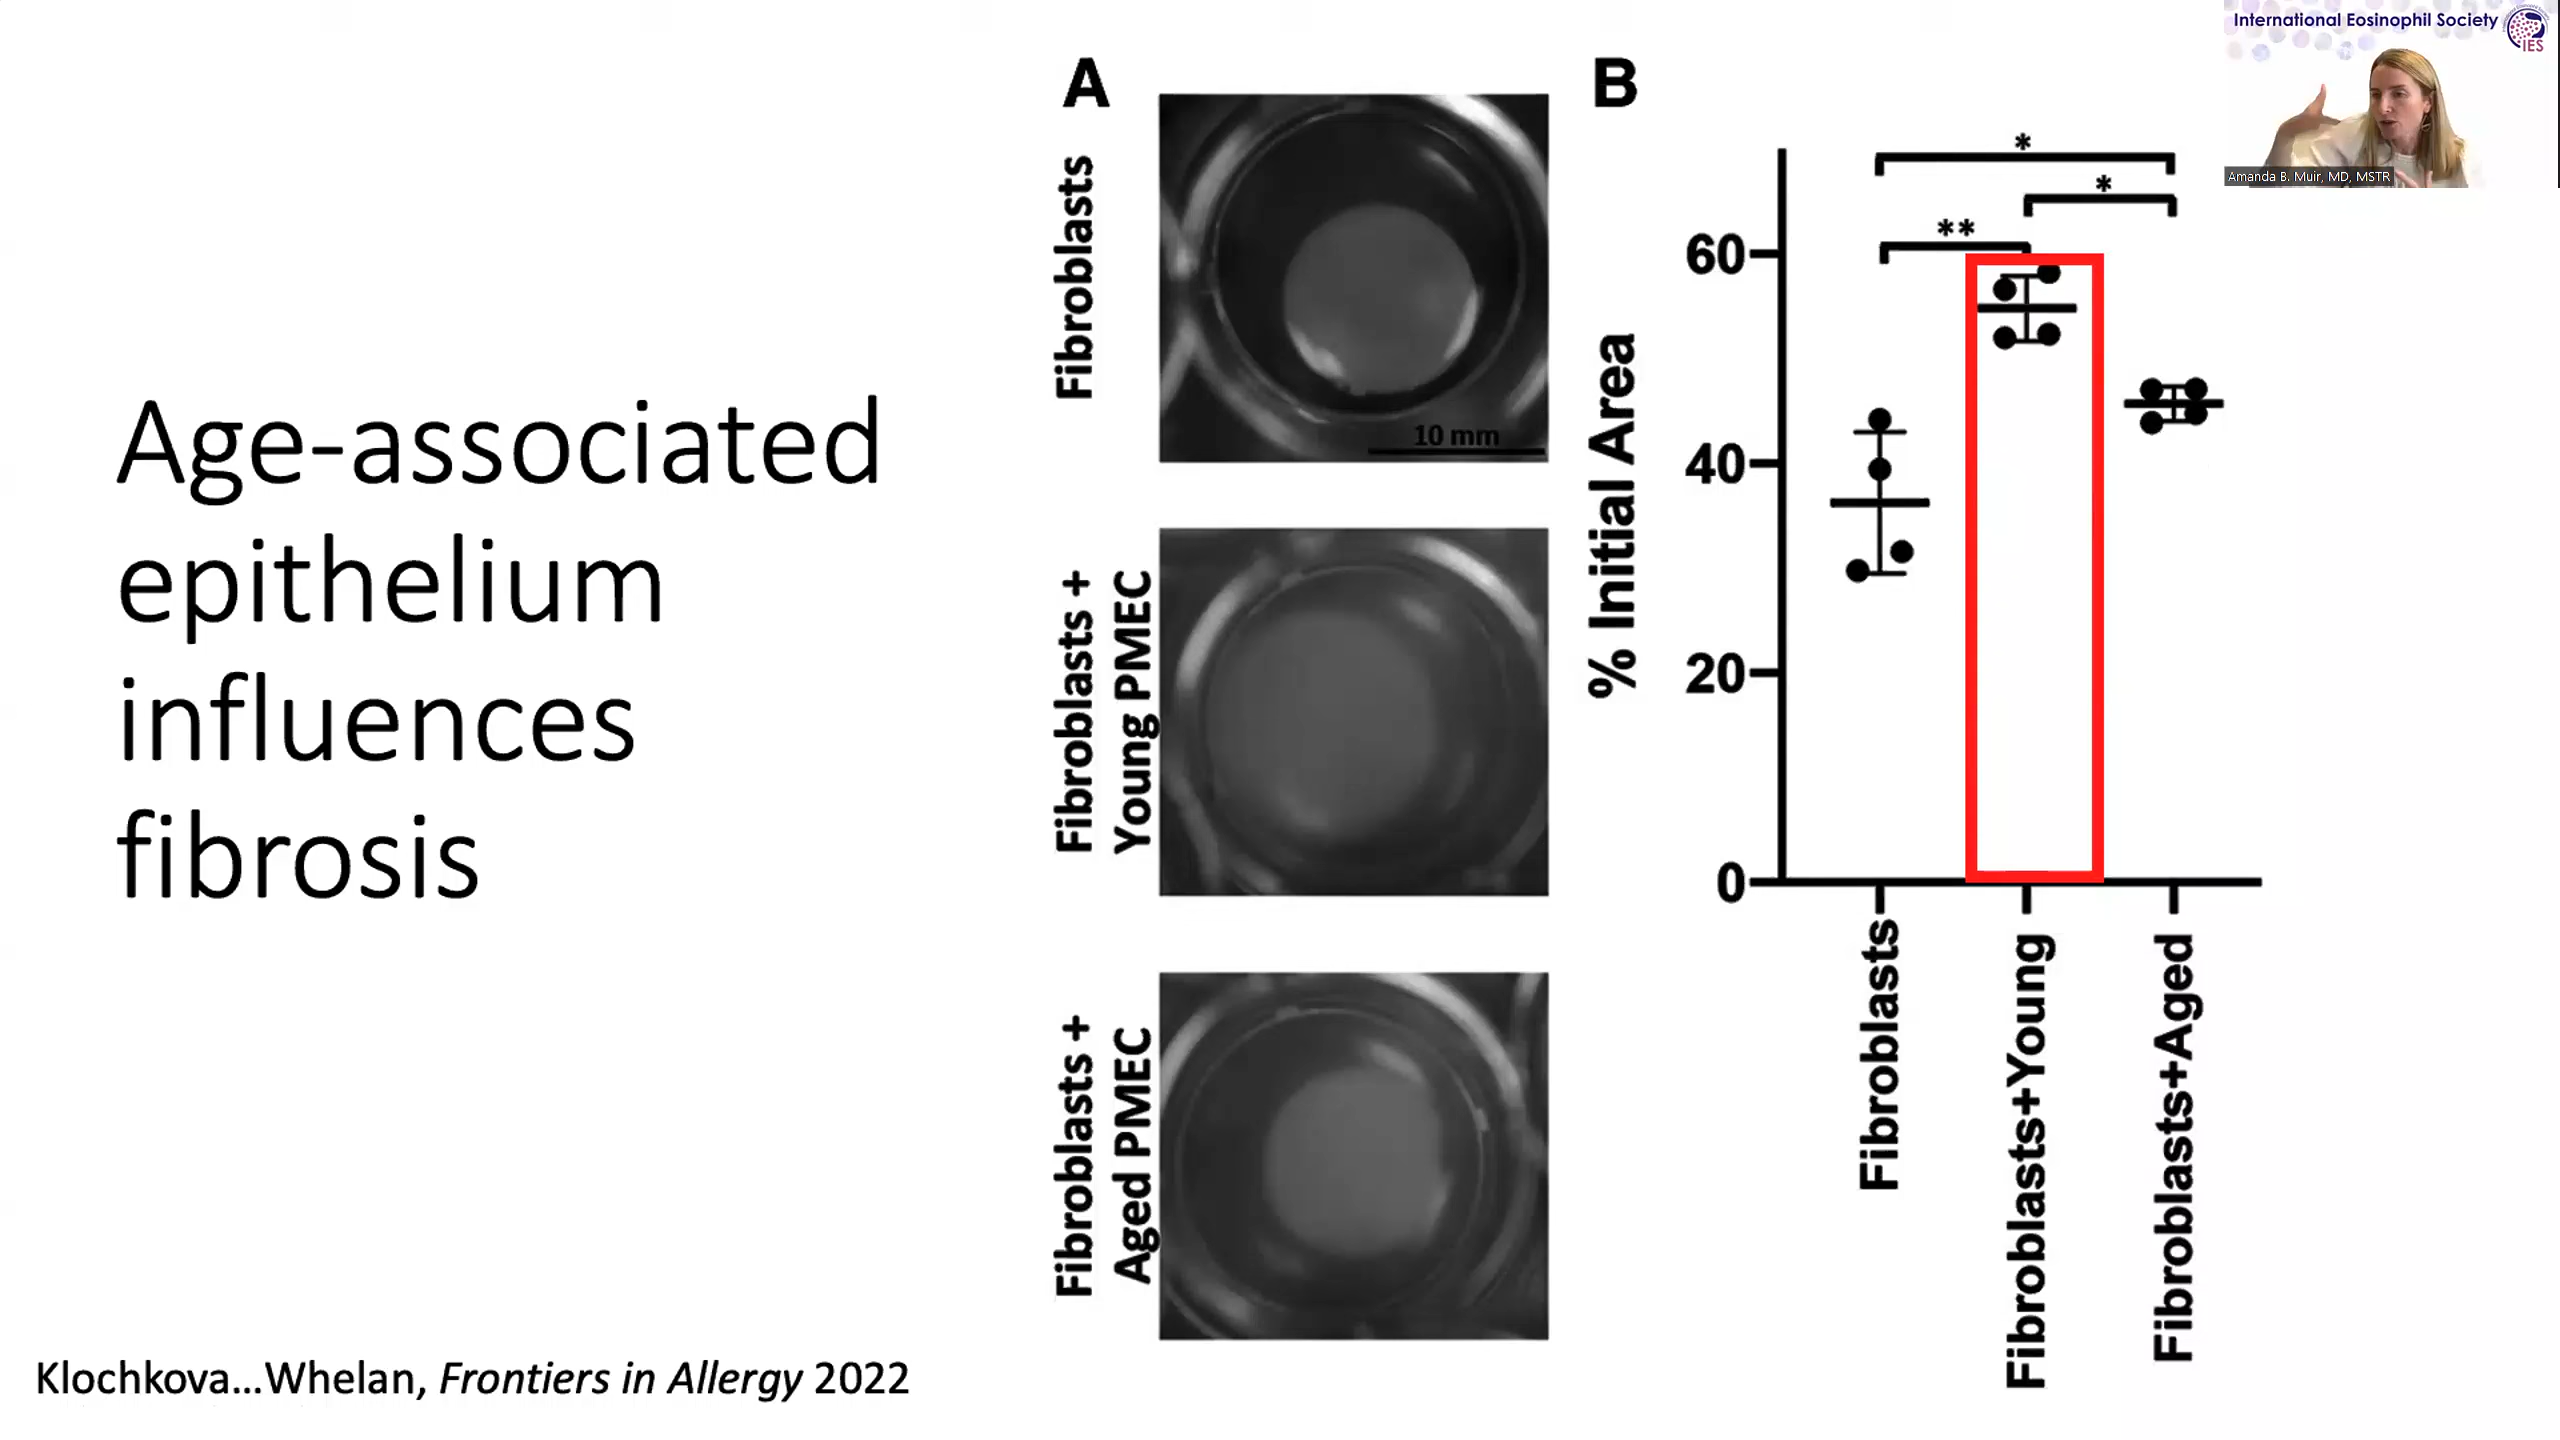 International Eosinophil Society
IES
Amanda B. Muir, MD, MSTR
Age-associated
epithelium
influences
fibrosis
A
Fibroblasts
10 mm
Fibroblasts +
Young PMEC
Fibroblasts +
Aged PMEC
B
% Initial Area
60
40
20
0
*
*
**
Fibroblasts
Fibroblasts+Young
Fibroblasts+Aged
Klochkova...Whelan, Frontiers in Allergy 2022